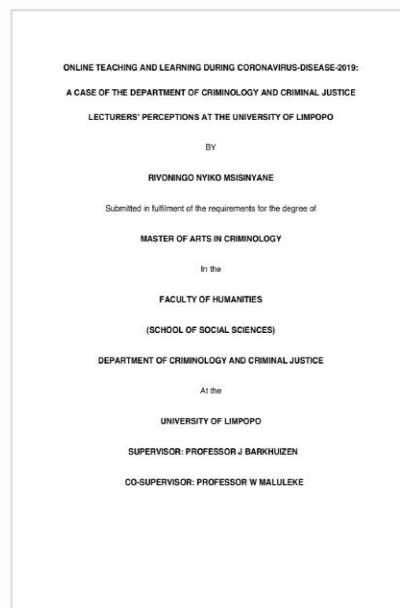 ONLINE TEACHING AND LEARNING DURING CORONAVIRUS-DISEASE-2019:
A CASE OF THE DEPARTMENT OF CRIMINOLOGY AND CRIMINAL JUSTICE
LECTURERS' PERCEPTIONS AT THE UNIVERSITY OF LIMPOPO
BY
RIVONINGO NYIKO MSISINYANE
Submitted in fulfilment of the requirements for the degree of
MASTER OF ARTS IN CRIMINOLOGY
In the
FACULTY OF HUMANITIES
(SCHOOL OF SOCIAL SCIENCES)
DEPARTMENT OF CRIMINOLOGY AND CRIMINAL JUSTICE
At the
UNIVERSITY OF LIMPOPO
SUPERVISOR: PROFESSOR J BARKHUIZEN
CO-SUPERVISOR: PROFESSOR W MALULEKE